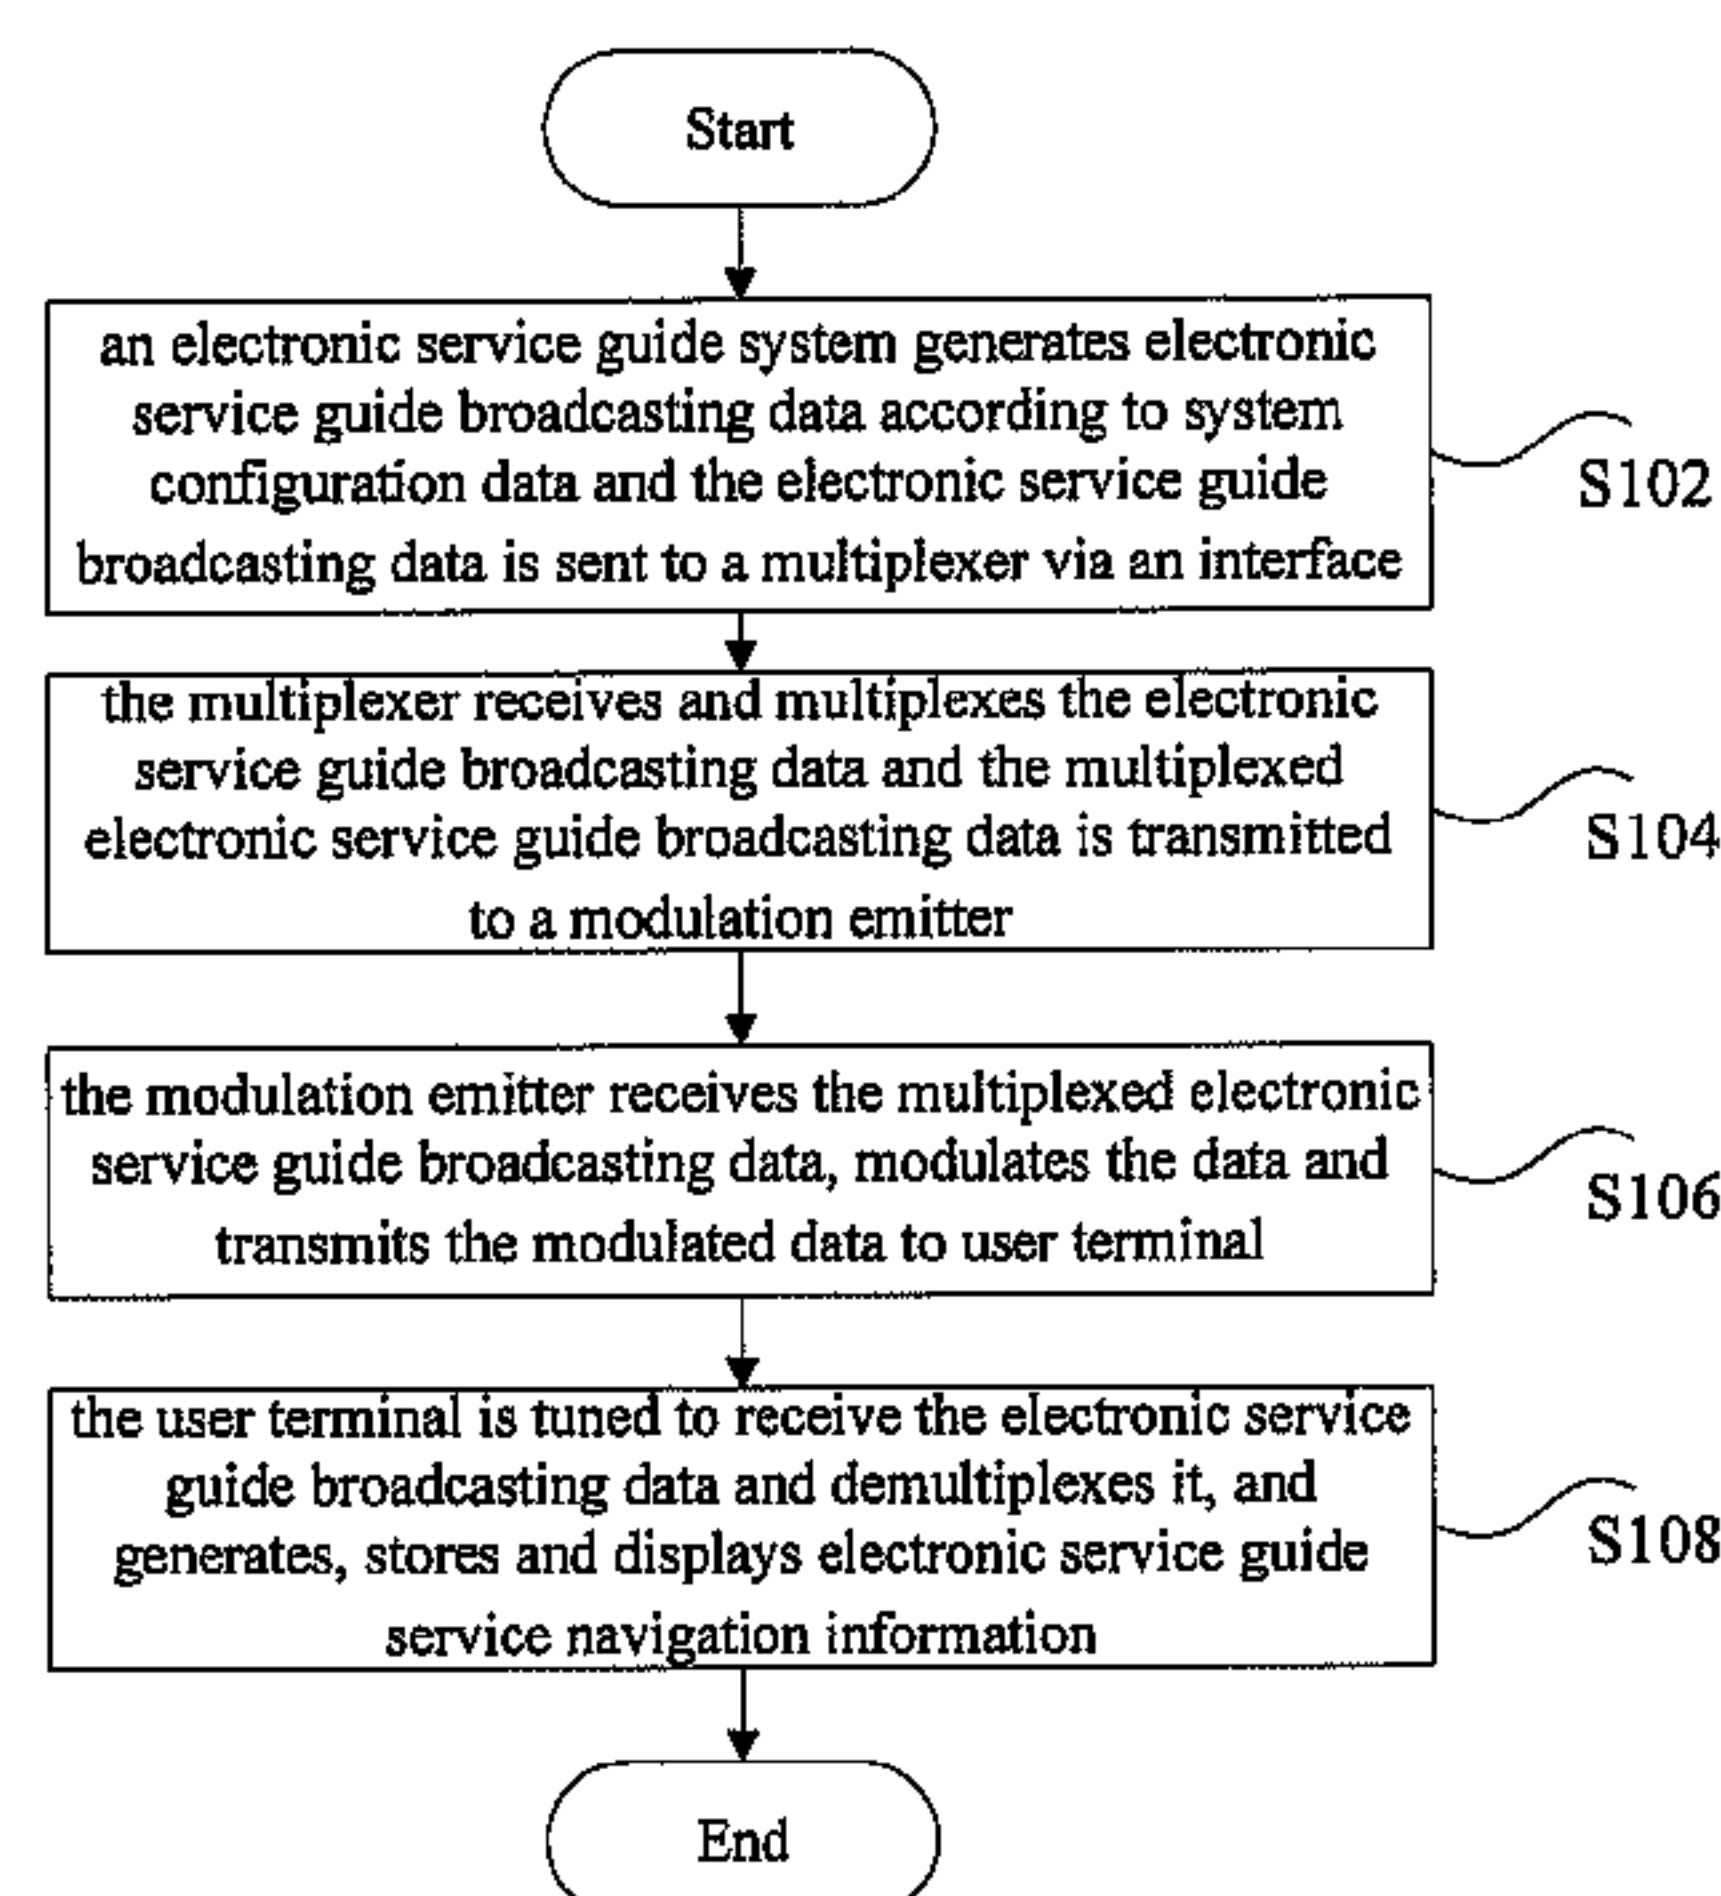 Start
an electronic service guide system generates electronic
service guide broadcasting data according to system
configuration data and the electronic service guide
broadcasting data is sent to a multiplexer via an interface
S102
the multiplexer receives and multiplexes the electronic
service guide broadcasting data and the multiplexed
electronic service guide broadcasting data is transmitted
to a modulation emitter
S104
the modulation emitter receives the multiplexed electronic
service guide broadcasting data, modulates the data and
transmits the modulated data to user terminal
S106
the user terminal is tuned to receive the electronic service
guide broadcasting data and demultiplexes it, and
generates, stores and displays electronic service guide
service navigation information
S108
End